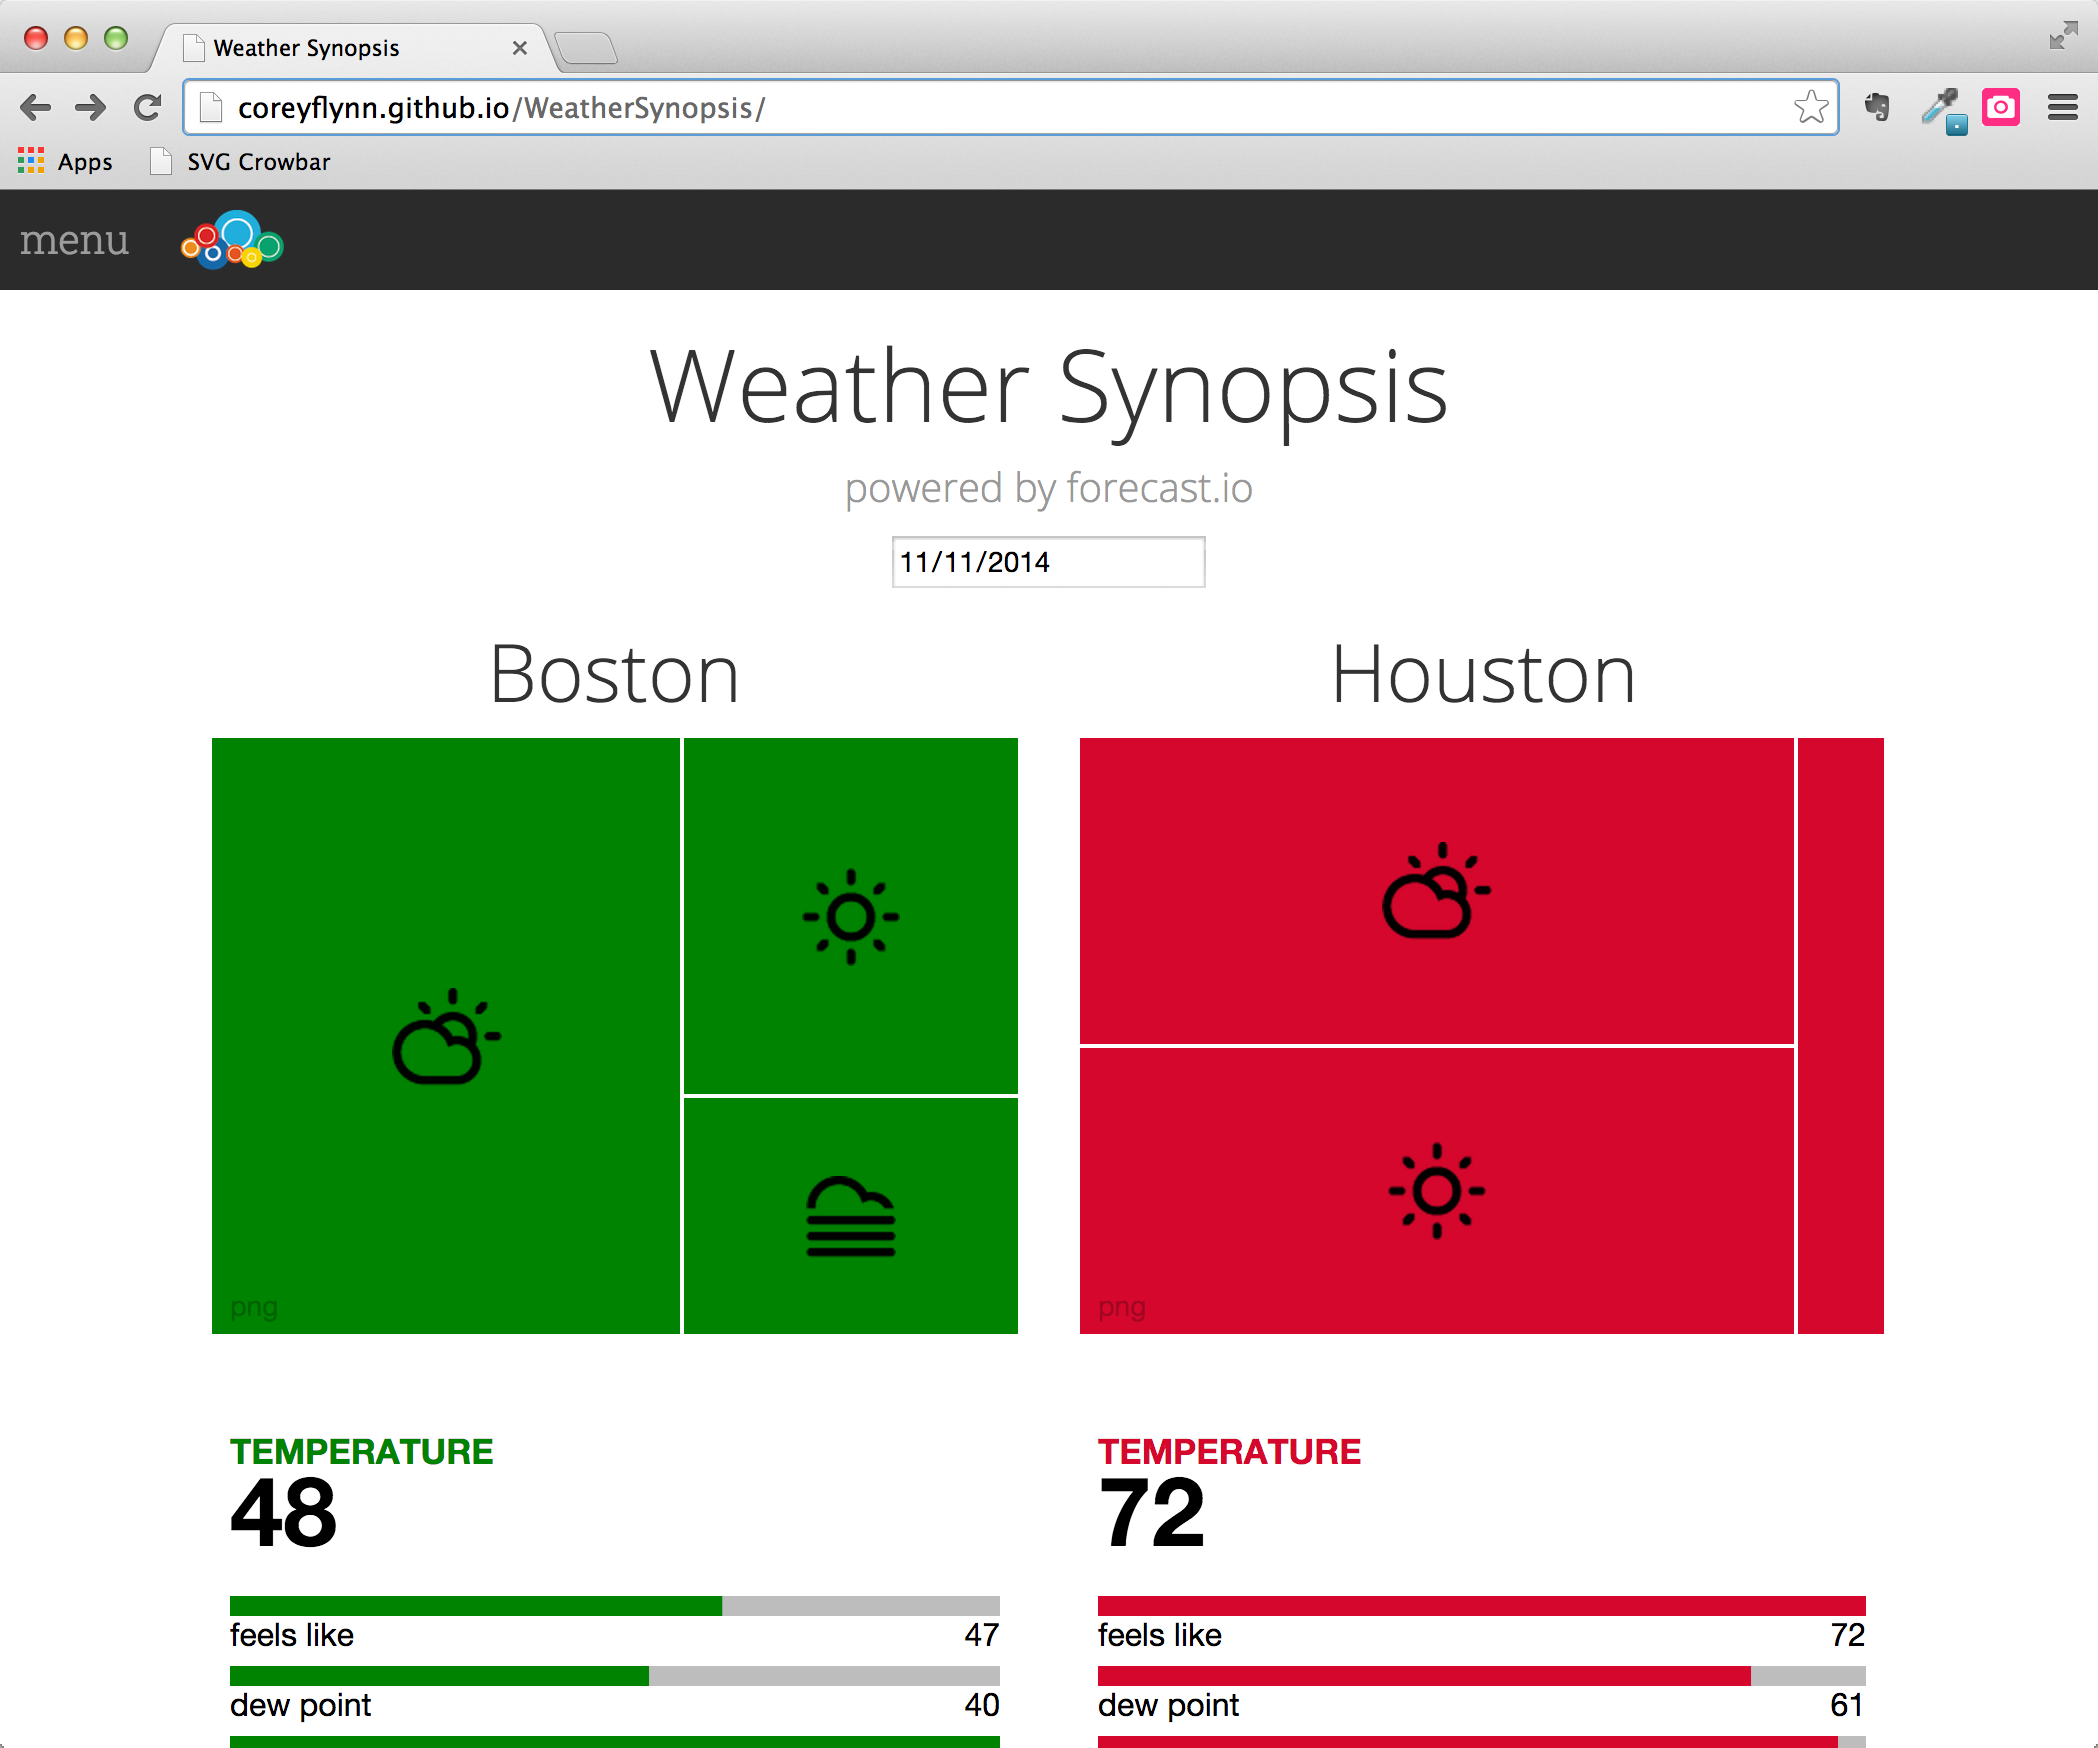 Weather Synopsis
coreyflynn.github.io/WeatherSynopsis/
Apps
SVG Crowbar
menu
Weather Synopsis
powered by forecast.io
11/11/2014
Boston
Houston
png
png
TEMPERATURE
48
feels like 47
dew point 40
TEMPERATURE
72
feels like 72
dew point 61